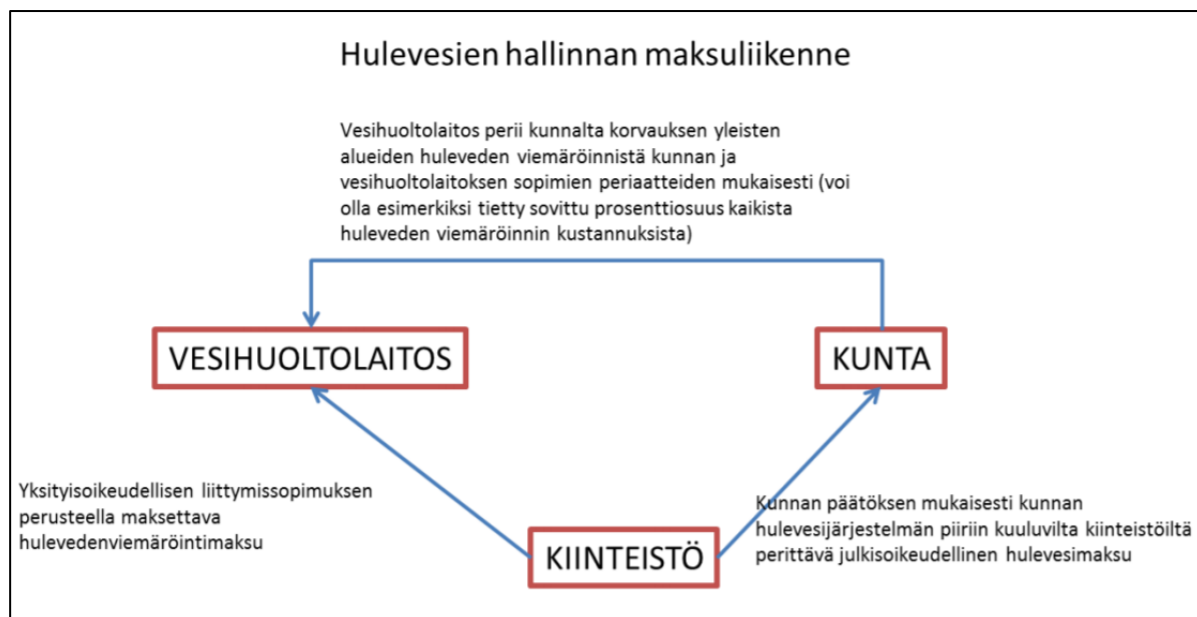 Hulevesien hallinnan maksuliikenne
Vesihuoltolaitos perii kunnalta korvauksen yleisten
alueiden huleveden viemäröinnistä kunnan ja
vesihuoltolaitoksen sopimien periaatteiden mukaisesti (voi
olla esimerkiksi tietty sovittu prosenttiosuus kaikista
huleveden viemäröinnin kustannuksista)
VESIHUOLTOLAITOS
KUNTA
Yksityisoikeudellisen liittymissopimuksen
perusteella maksettava
hulevedenviemäröintimaksu
KIINTEISTÖ
Kunnan päätöksen mukaisesti kunnan
hulevesijärjestelmän piiriin kuuluvilta kiinteistöiltä
perittävä julkisoikeudellinen hulevesimaksu